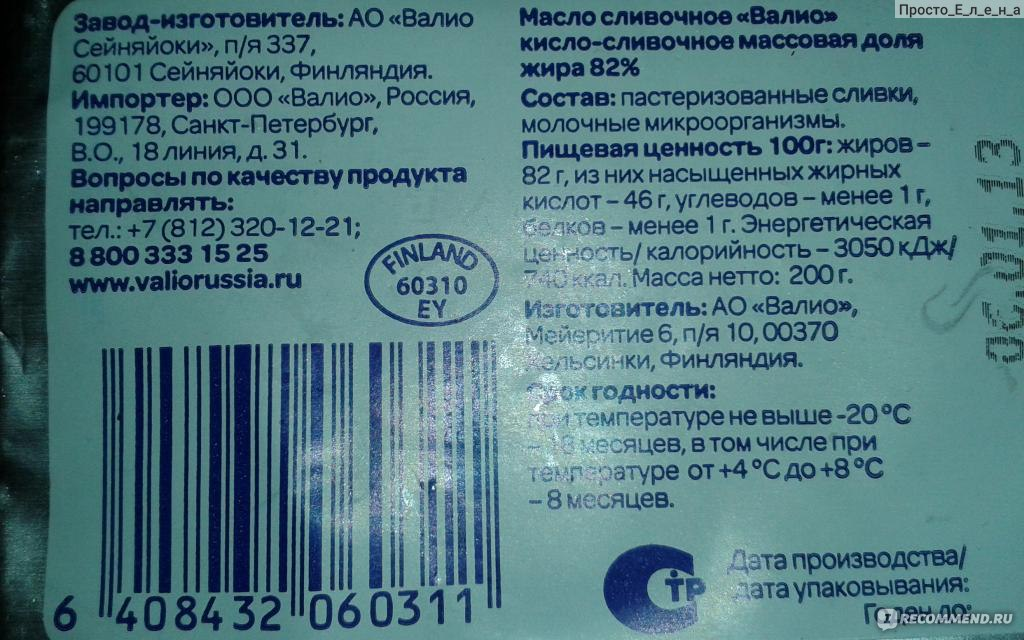 Просто_Е_л_е_н_а
Завод-изготовитель: АО «Валио
Сейняйоки», п/я 337,
60101 Сейняйоки, Финляндия.
Импортер: ООО «Валио», Россия,
199178, Санкт-Петербург,
В.О., 18 линия, д. 31.
Вопросы по качеству продукта
направлять:
тел.: +7 (812) 320-12-21;
8 800 333 15 25
www.valiorussia.ru
FINLAND
60310
EY
6 408432 060311
Масло сливочное «Валио»
кисло-сливочное массовая доля
жира 82%
Состав: пастеризованные сливки,
молочные микроорганизмы.
Пищевая ценность 100г: жиров –
82 г, из них насыщенных жирных
кислот – 46 г, углеводов – менее 1 г,
белков – менее 1 г. Энергетическая
ценность/ калорийность – 3050 кДж/
740 ккал. Масса нетто: 200 г.
Изготовитель: АО «Валио»,
Мейеритие 6, п/я 10, 00370
Хельсинки, Финляндия.
Срок годности:
при температуре не выше -20 °C
месяцев, в том числе при
температуре от +4 °C до +8 °C
– 8 месяцев.
СТР
Дата производства/
дата упаковывания:
Годен до:
IRECOMMEND.RU